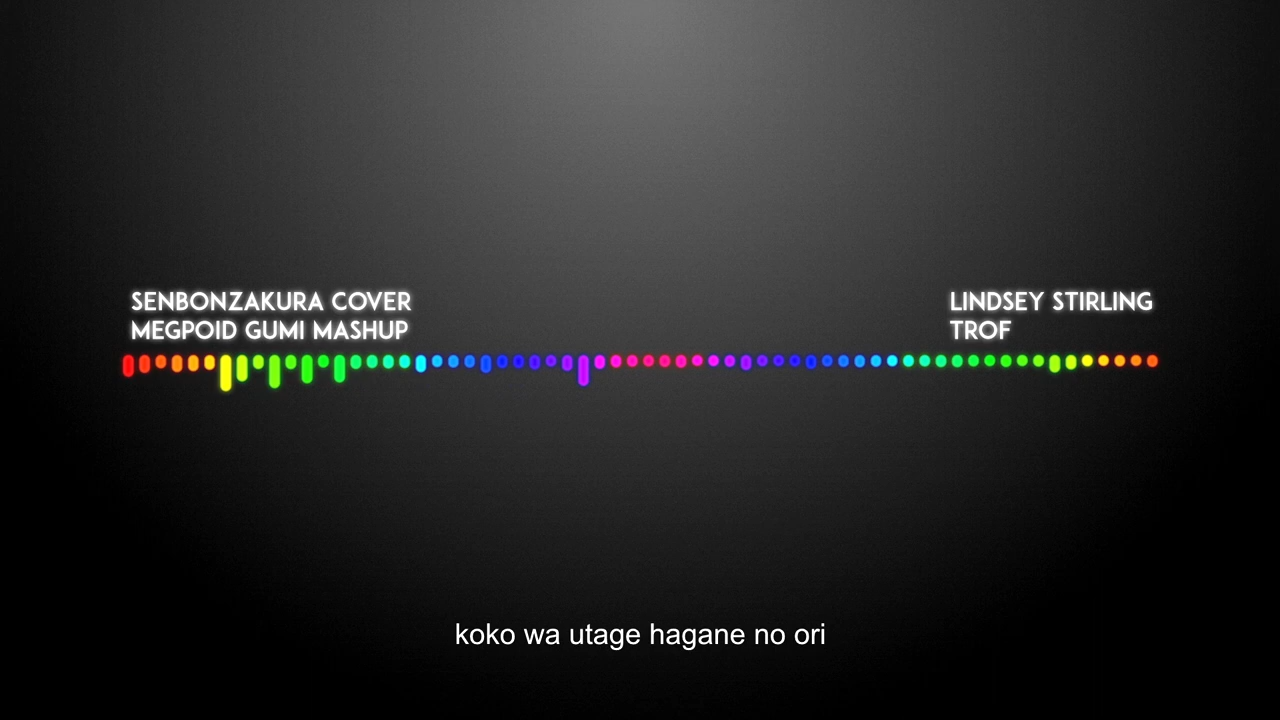 SENBONZAKURA COVER
MEGPOID GUMI MASHUP
LINDSEY STIRLING
TROF
koko wa utage hagane no ori